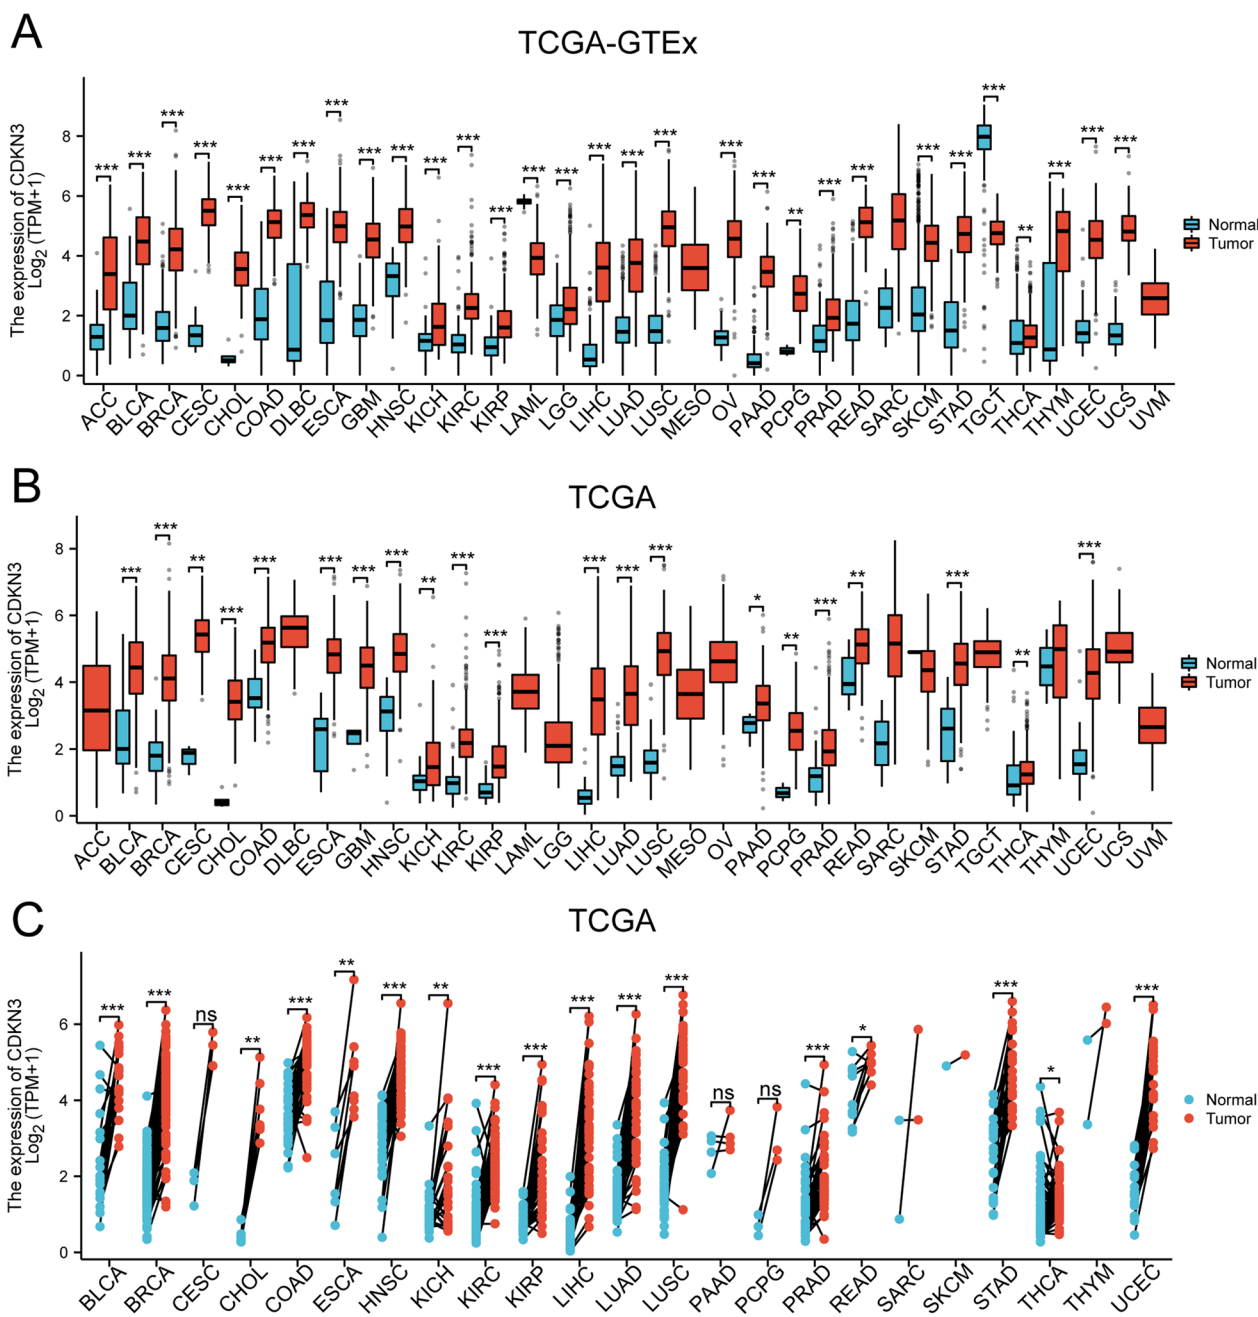 A
TCGA-GTEx
The expression of CDKN3
Log2 (TPM+1)
8
6
4
2
0
*** *** *** *** *** *** *** *** *** *** *** *** *** *** *** *** *** *** *** *** ** *** *** *** *** *** ** *** *** ***
Normal
Tumor
ACC BLCA BRCA CESC CHOL COAD DLBC ESCA GBM HNSC KICH KIRC KIRP LAML LGG LIHC LUAD LUSC MESO OV PAAD PCPG PRAD READ SARC SKCM STAD TGCT THCA THYM UCEC UCS UVM
B
TCGA
The expression of CDKN3
Log2 (TPM+1)
8
6
4
2
0
*** *** ** *** *** *** *** *** ** *** *** *** *** *** * ** *** ** *** ** ***
Normal
Tumor
ACC BLCA BRCA CESC CHOL COAD DLBC ESCA GBM HNSC KICH KIRC KIRP LAML LGG LIHC LUAD LUSC MESO OV PAAD PCPG PRAD READ SARC SKCM STAD TGCT THCA THYM UCEC UCS UVM
C
TCGA
The expression of CDKN3
Log2 (TPM+1)
6
4
2
0
*** *** ns ** *** ** *** ** *** *** *** *** *** ns ns *** * *** * ***
Normal
Tumor
BLCA BRCA CESC CHOL COAD ESCA HNSC KICH KIRC KIRP LIHC LUAD LUSC PAAD PCPG PRAD READ SARC SKCM STAD THCA THYM UCEC